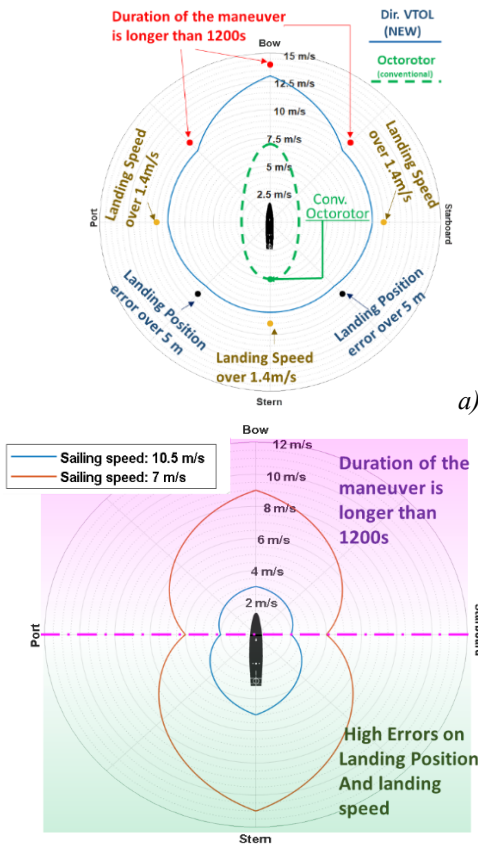 Duration of the maneuver
is longer than 1200s
Dir. VTOL
(NEW)
Octorotor
(conventional)
Bow
15 m/s
12.5 m/s
10 m/s
7.5 m/s
5 m/s
2.5 m/s
Landing Speed
over 1.4m/s
Landing Speed
over 1.4m/s
Port
Starboard
Conv.
Octorotor
Landing Position
error over 5 m
Landing Position
error over 5 m
Landing Speed
over 1.4m/s
Stern
a)
Sailing speed: 10.5 m/s
Sailing speed: 7 m/s
Bow
12 m/s
10 m/s
8 m/s
6 m/s
4 m/s
2 m/s
Duration of the
maneuver is
longer than
1200s
Port
Starboard
High Errors on
Landing Position
And landing
speed
Stern